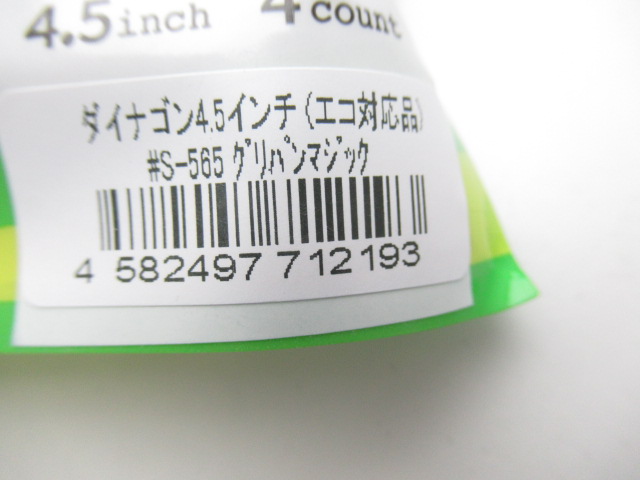 4.5inch 4count
ダイナゴン4.5インチ(エコ対応品)
#S-565 グリパンマジック
4 582497 712193